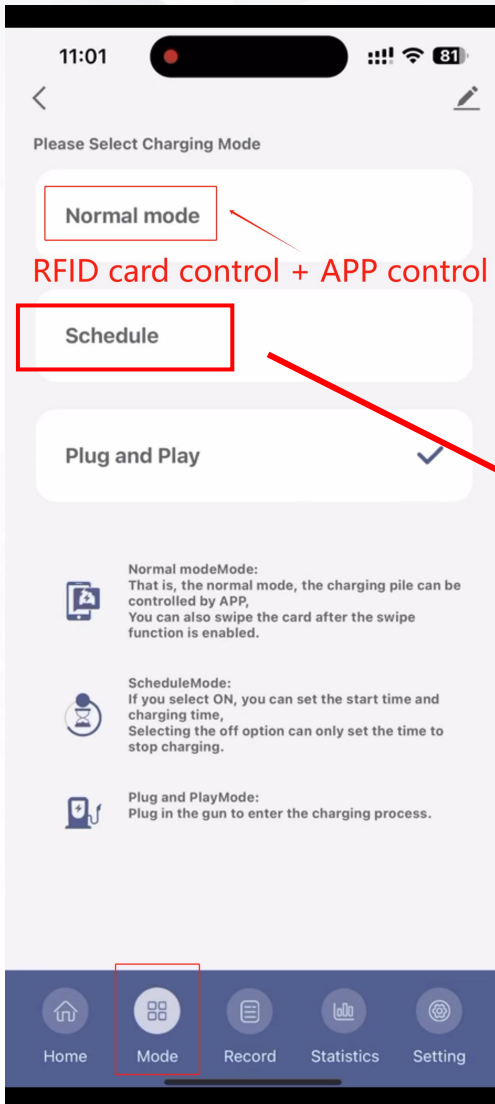 11:01
81
Please Select Charging Mode
Normal mode
RFID card control + APP control
Schedule
Plug and Play
Normal modeMode:
That is, the normal mode, the charging pile can be
controlled by APP,
You can also swipe the card after the swipe
function is enabled.
ScheduleMode:
If you select ON, you can set the start time and
charging time,
Selecting the off option can only set the time to
stop charging.
Plug and PlayMode:
Plug in the gun to enter the charging process.
Home Mode Record Statistics Setting